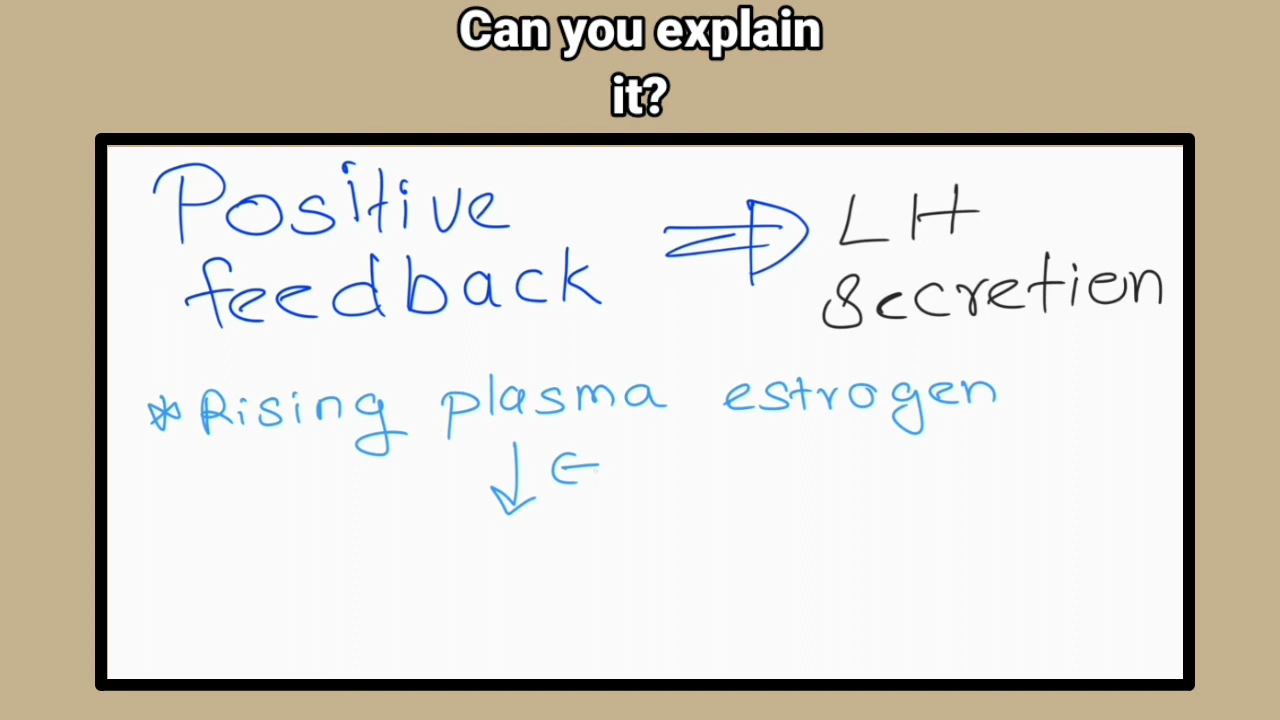 Can you explain
it?
Positive
feedback ⇒ LH
secretion
* Rising plasma estrogen
↓